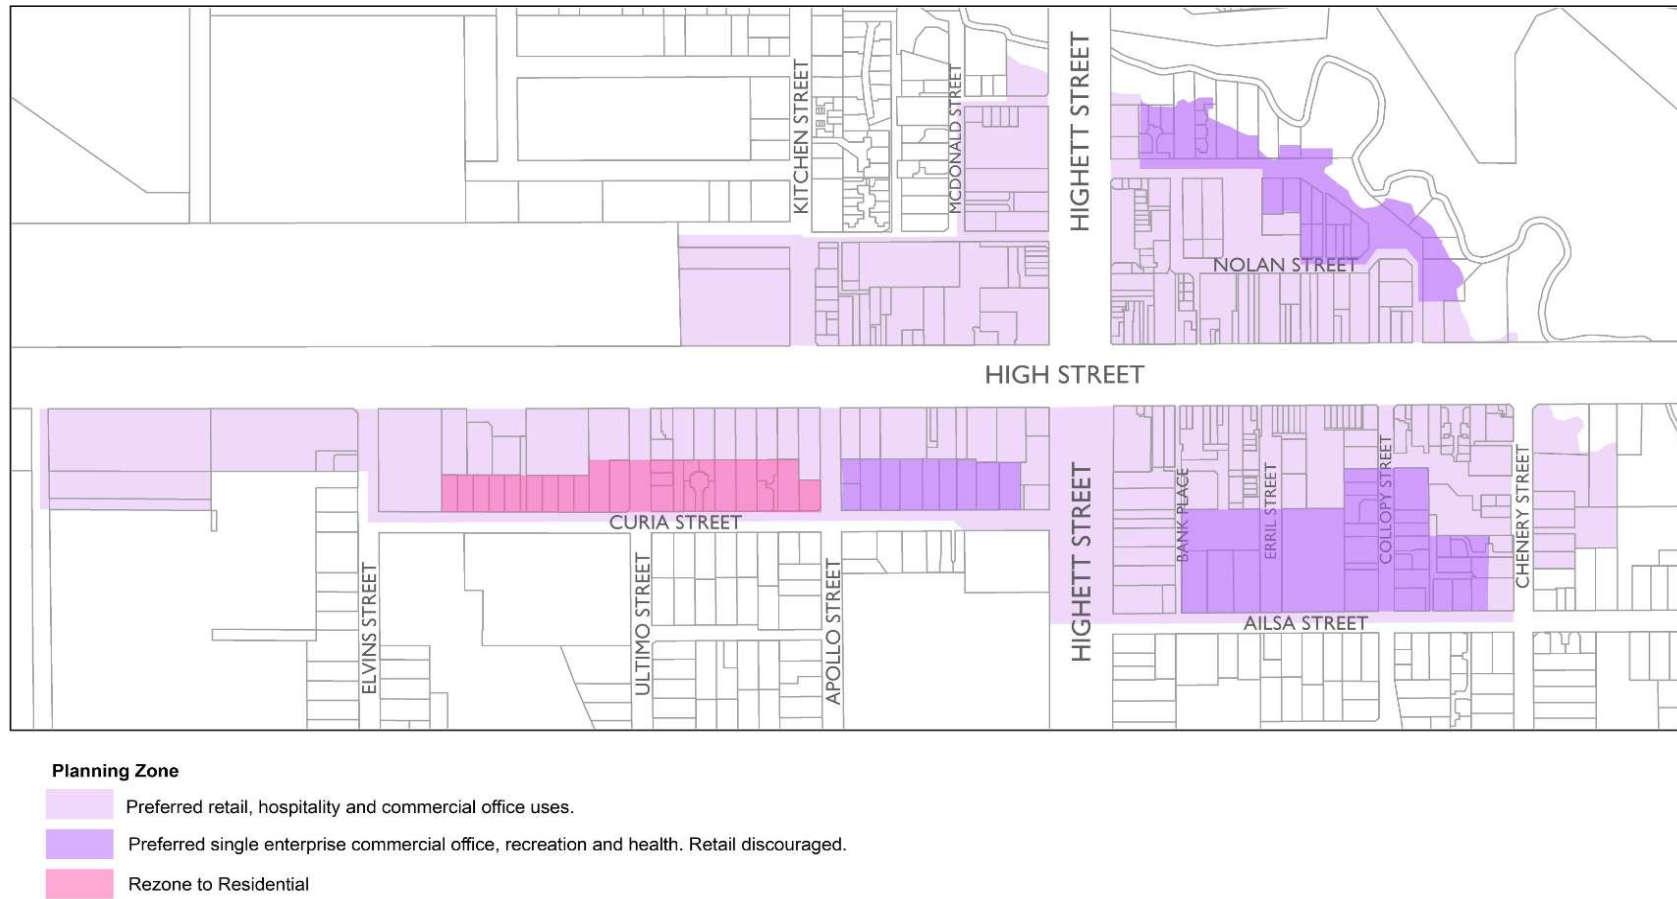 KITCHEN STREET
MCDONALD STREET
HIGHETT STREET
NOLAN STREET
HIGH STREET
CURIA STREET
ELVINS STREET
ULTIMO STREET
APOLLO STREET
HIGHETT STREET
BANK PLACE
ERRIL STREET
COLLOPY STREET
CHENERY STREET
AILSA STREET
Planning Zone
Preferred retail, hospitality and commercial office uses.
Preferred single enterprise commercial office, recreation and health. Retail discouraged.
Rezone to Residential